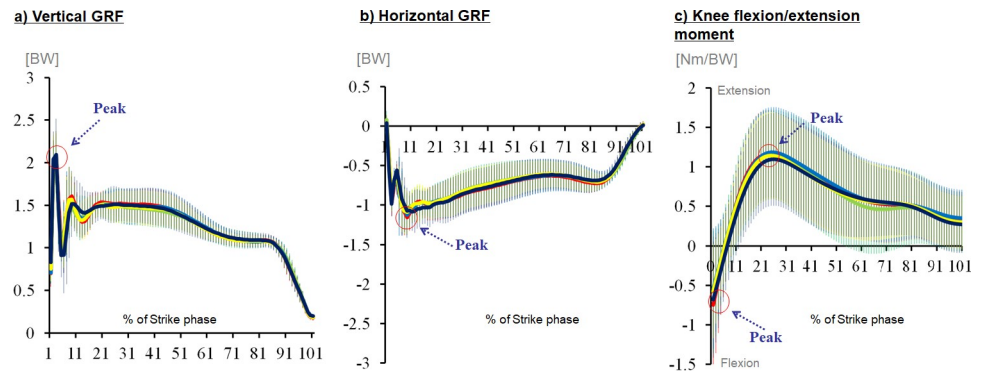 a) Vertical GRF
[BW]
3
2.5
2
1.5
1
0.5
0
Peak
% of Strike phase
1 11 21 31 41 51 61 71 81 91 101
b) Horizontal GRF
[BW]
0.5
0
-0.5
-1
-1.5
-2
-2.5
-3
1 11 21 31 41 51 61 71 81 91 101
Peak
% of Strike phase
c) Knee flexion/extension
moment
[Nm/BW]
2
1.5
1
0.5
0
-0.5
-1
-1.5
Extension
Peak
0 11 21 31 41 51 61 71 81 91 101
% of Strike phase
Peak
Flexion